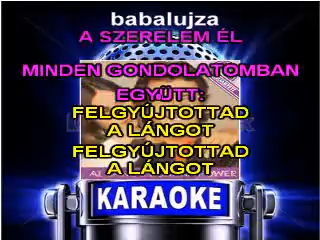 babalujza
A SZERELEM ÉL
MINDEN GONDOLATOMBAN
EGYÜTT:
FELGYÚJTOTTAD
A LÁNGOT
FELGYÚJTOTTAD
A LÁNGOT
KARAOKE